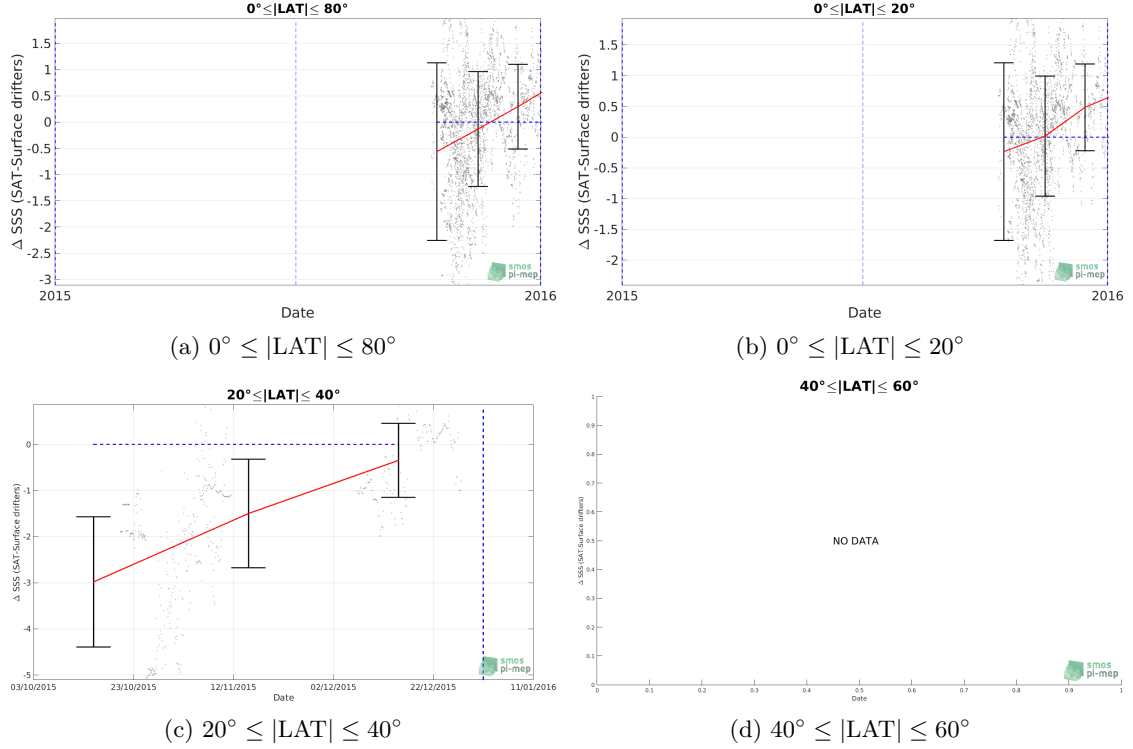 0°≤|LAT|≤ 80°
Δ SSS (SAT-Surface drifters)
1.5
1
0.5
0
-0.5
-1
-1.5
-2
-2.5
-3
2015
2016
Date
smos
pi-mep
(a) 0° ≤ |LAT| ≤ 80°
0°≤|LAT|≤ 20°
Δ SSS (SAT-Surface drifters)
1.5
1
0.5
0
-0.5
-1
-1.5
-2
2015
2016
Date
smos
pi-mep
(b) 0° ≤ |LAT| ≤ 20°
20°≤|LAT|≤ 40°
Δ SSS (SAT-Surface drifters)
0
-1
-2
-3
-4
-5
03/10/2015
23/10/2015
12/11/2015
02/12/2015
22/12/2015
11/01/2016
Date
smos
pi-mep
(c) 20° ≤ |LAT| ≤ 40°
40°≤|LAT|≤ 60°
Δ SSS (SAT-Surface drifters)
1
0.9
0.8
0.7
0.6
0.5
0.4
0.3
0.2
0.1
0
NO DATA
0
0.1
0.2
0.3
0.4
0.5
0.6
0.7
0.8
0.9
1
Date
smos
pi-mep
(d) 40° ≤ |LAT| ≤ 60°